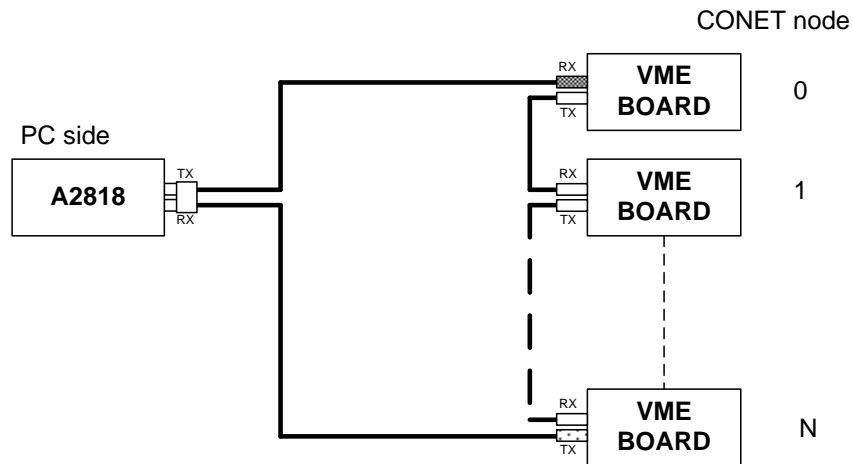 CONET node
RX
VME
BOARD
TX
0
PC side
A2818
TX
RX
RX
VME
BOARD
TX
1
RX
VME
BOARD
TX
N